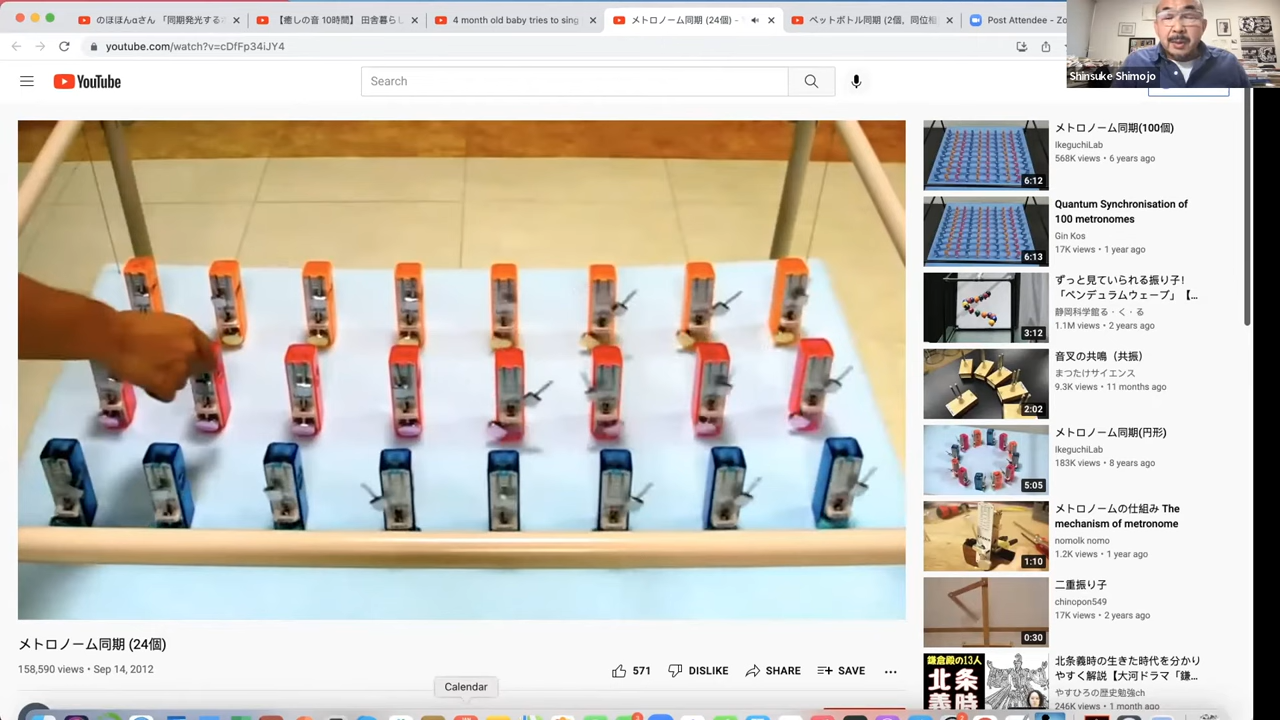 のほほんαさん 「同期発光する
【癒しの音 10時間】 田舎暮らし
4 month old baby tries to sing
メトロノーム同期 (24個) -
ペットボトル同期 (2個，同位相
Post Attendee - Zo
youtube.com/watch?v=cDfFp34iJY4
Shinsuke Shimojo
YouTube
Search
メトロノーム同期(100個)
IkeguchiLab
568K views • 6 years ago
6:12
Quantum Synchronisation of
100 metronomes
Gin Kos
17K views • 1 year ago
6:13
ずっと見ていられる振り子！
「ペンデュラムウェーブ」【...
静岡科学館る・く・る
1.1M views • 2 years ago
3:12
音叉の共鳴（共振）
まつたけサイエンス
9.3K views • 11 months ago
2:02
メトロノーム同期(円形)
IkeguchiLab
183K views • 8 years ago
5:05
メトロノームの仕組み The
mechanism of metronome
nomolk nomo
1.2K views • 1 year ago
1:10
二重振り子
chinopon549
17K views • 2 years ago
0:30
北条義時の生きた時代を分かり
やすく解説【大河ドラマ「鎌...
やすひろの歴史勉強ch
246K views • 1 month ago
鎌倉殿の13人
北条
義時
メトロノーム同期 (24個)
158,590 views • Sep 14, 2012
571
DISLIKE
SHARE
SAVE
Calendar